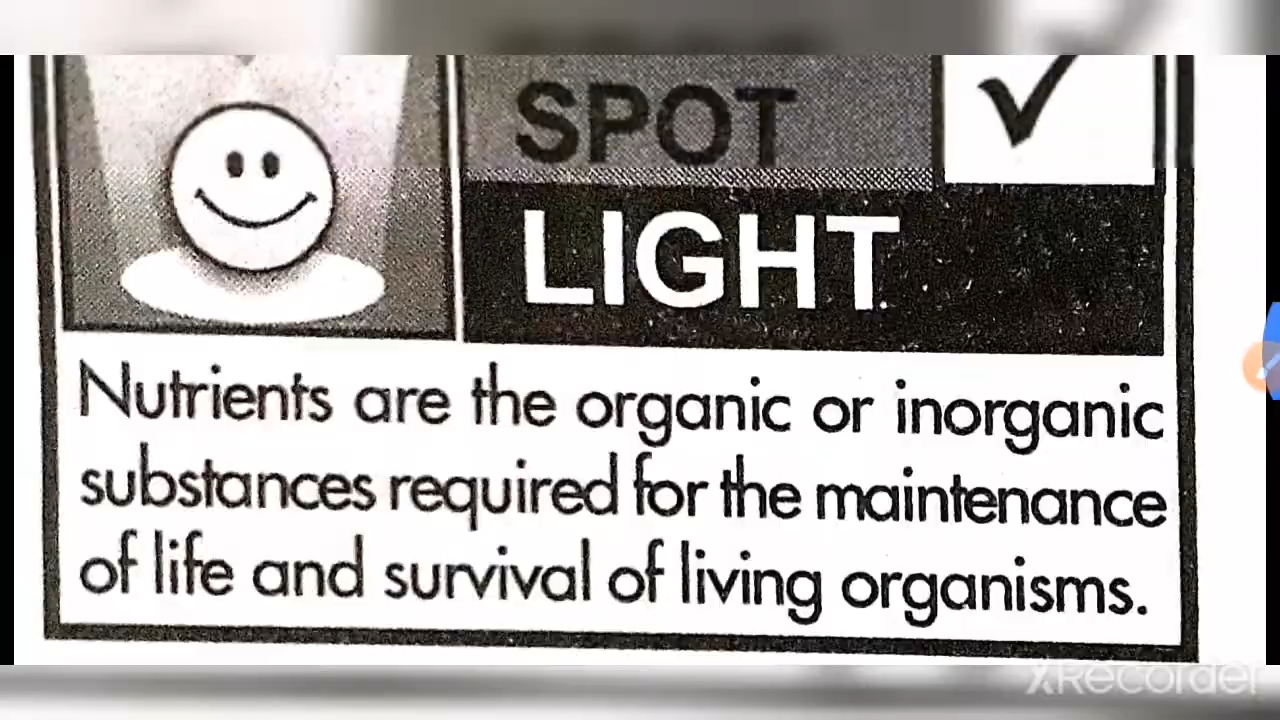 SPOT
LIGHT
Nutrients are the organic or inorganic
substances required for the maintenance
of life and survival of living organisms.
XRecorder